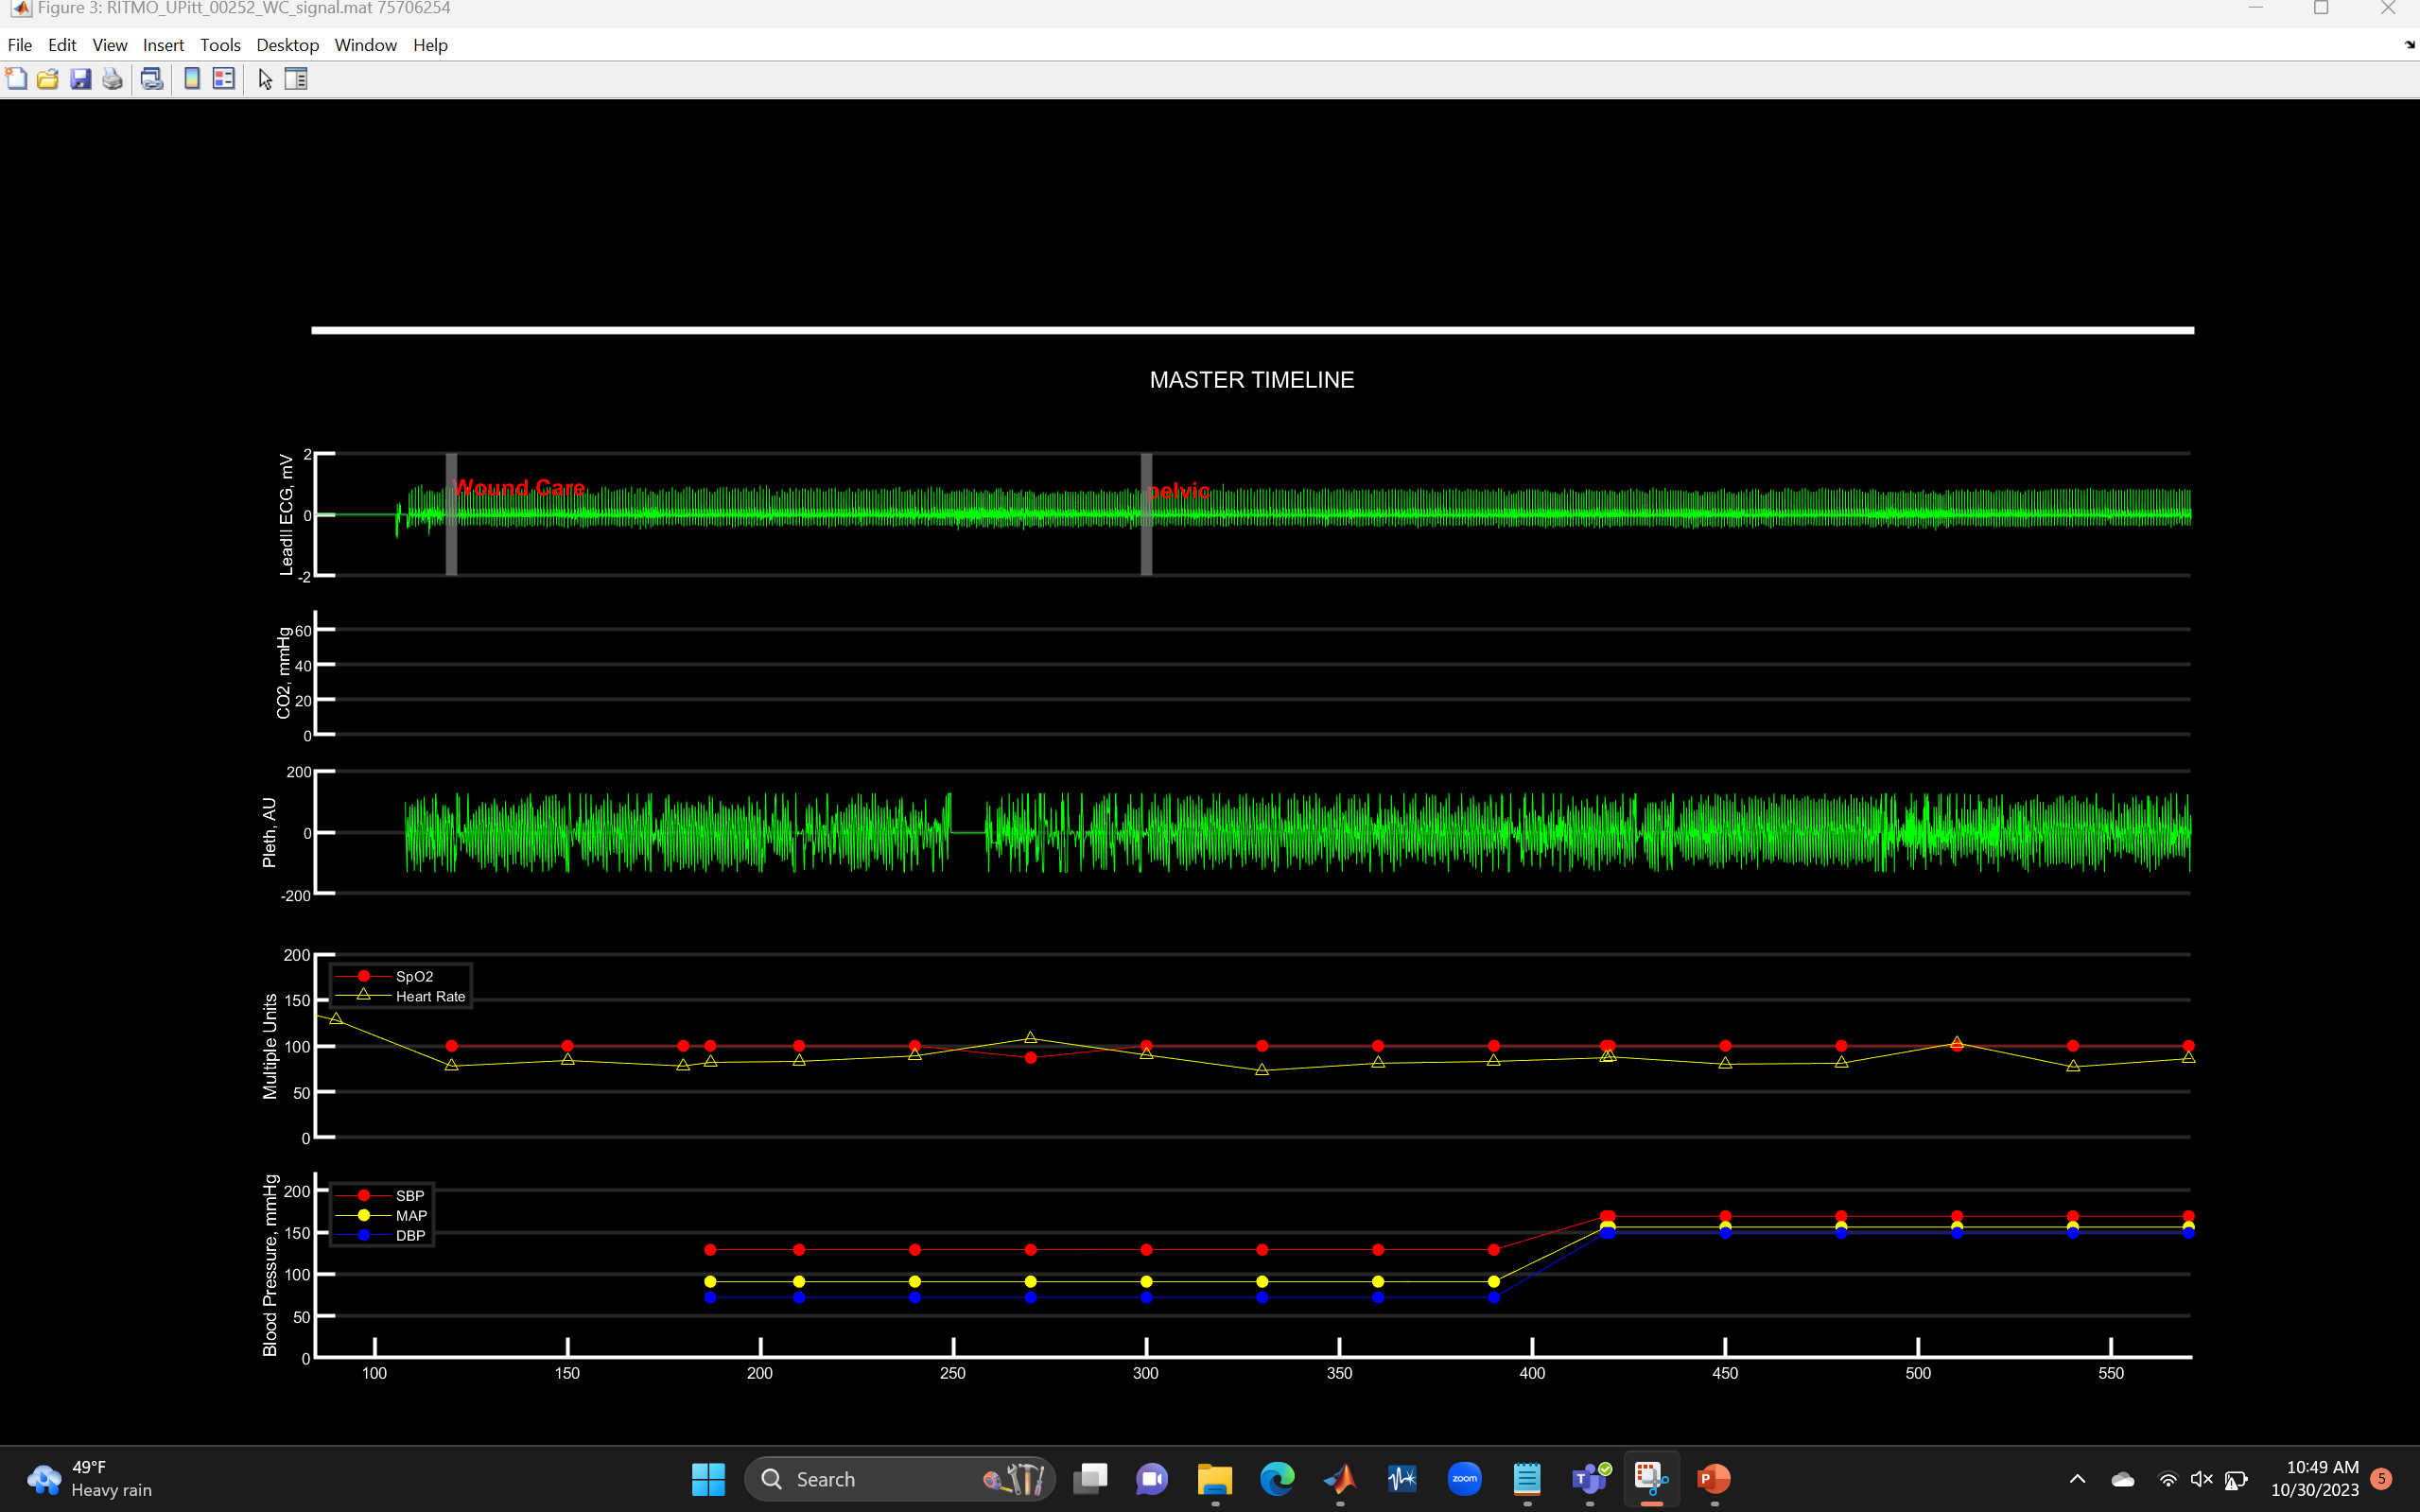 Figure 3: RITMO_UPitt_00252_WC_signal.mat 75706254
File Edit View Insert Tools Desktop Window Help
MASTER TIMELINE
LeadII ECG, mV
2
0
-2
Wound Care
pelvic
CO2, mmHg
60
40
20
0
Pleth, AU
200
0
-200
Multiple Units
200
150
100
50
0
SpO2
Heart Rate
Blood Pressure, mmHg
200
150
100
50
0
SBP
MAP
DBP
100 150 200 250 300 350 400 450 500 550
49°F
Heavy rain
Search
zoom
10:49 AM
10/30/2023
5